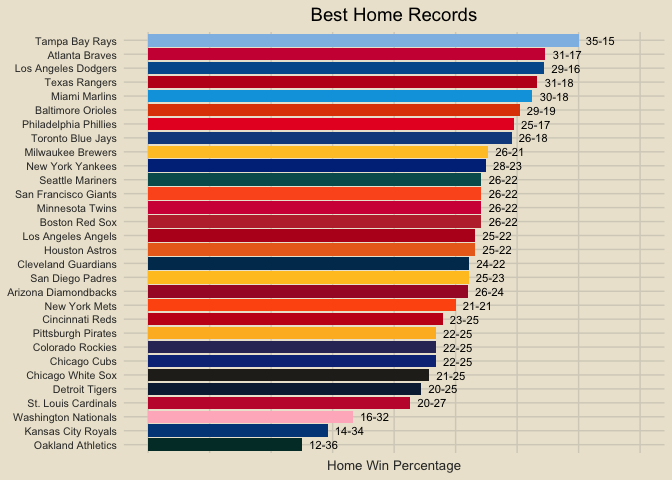 Best Home Records
Tampa Bay Rays 35-15
Atlanta Braves 31-17
Los Angeles Dodgers 29-16
Texas Rangers 31-18
Miami Marlins 30-18
Baltimore Orioles 29-19
Philadelphia Phillies 25-17
Toronto Blue Jays 26-18
Milwaukee Brewers 26-21
New York Yankees 28-23
Seattle Mariners 26-22
San Francisco Giants 26-22
Minnesota Twins 26-22
Boston Red Sox 26-22
Los Angeles Angels 25-22
Houston Astros 25-22
Cleveland Guardians 24-22
San Diego Padres 25-23
Arizona Diamondbacks 26-24
New York Mets 21-21
Cincinnati Reds 23-25
Pittsburgh Pirates 22-25
Colorado Rockies 22-25
Chicago Cubs 22-25
Chicago White Sox 21-25
Detroit Tigers 20-25
St. Louis Cardinals 20-27
Washington Nationals 16-32
Kansas City Royals 14-34
Oakland Athletics 12-36
Home Win Percentage